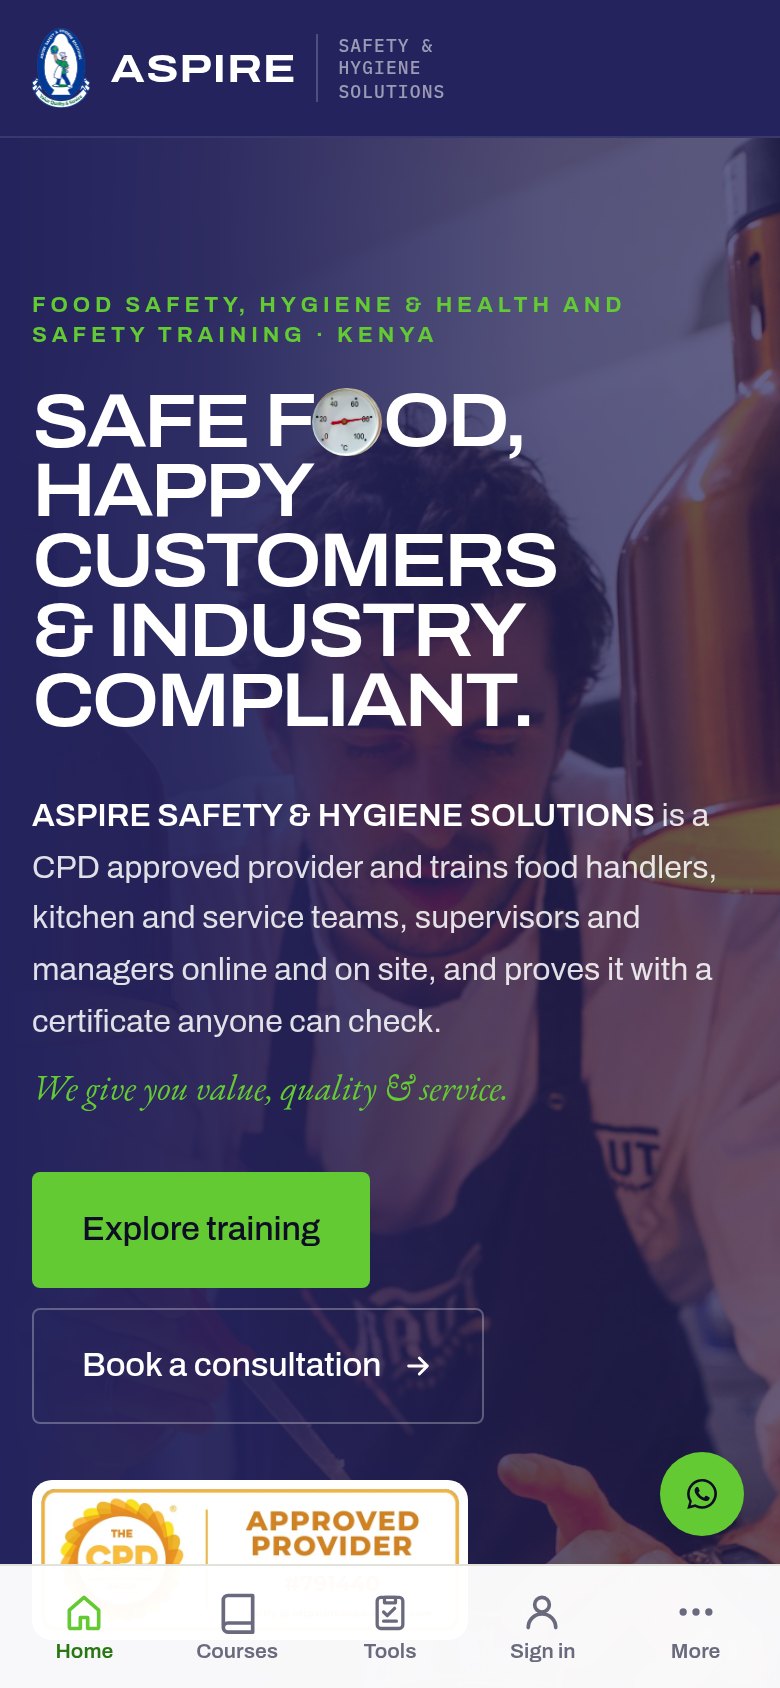 ASPIRE
SAFETY &
HYGIENE
SOLUTIONS
FOOD SAFETY, HYGIENE & HEALTH AND
SAFETY TRAINING · KENYA
SAFE FOOD,
HAPPY
CUSTOMERS
& INDUSTRY
COMPLIANT.
ASPIRE SAFETY & HYGIENE SOLUTIONS is a
CPD approved provider and trains food handlers,
kitchen and service teams, supervisors and
managers online and on site, and proves it with a
certificate anyone can check.
We give you value, quality & service.
Explore training
Book a consultation →
THE
CPD
®
APPROVED
PROVIDER
Home
Courses
Tools
Sign in
More